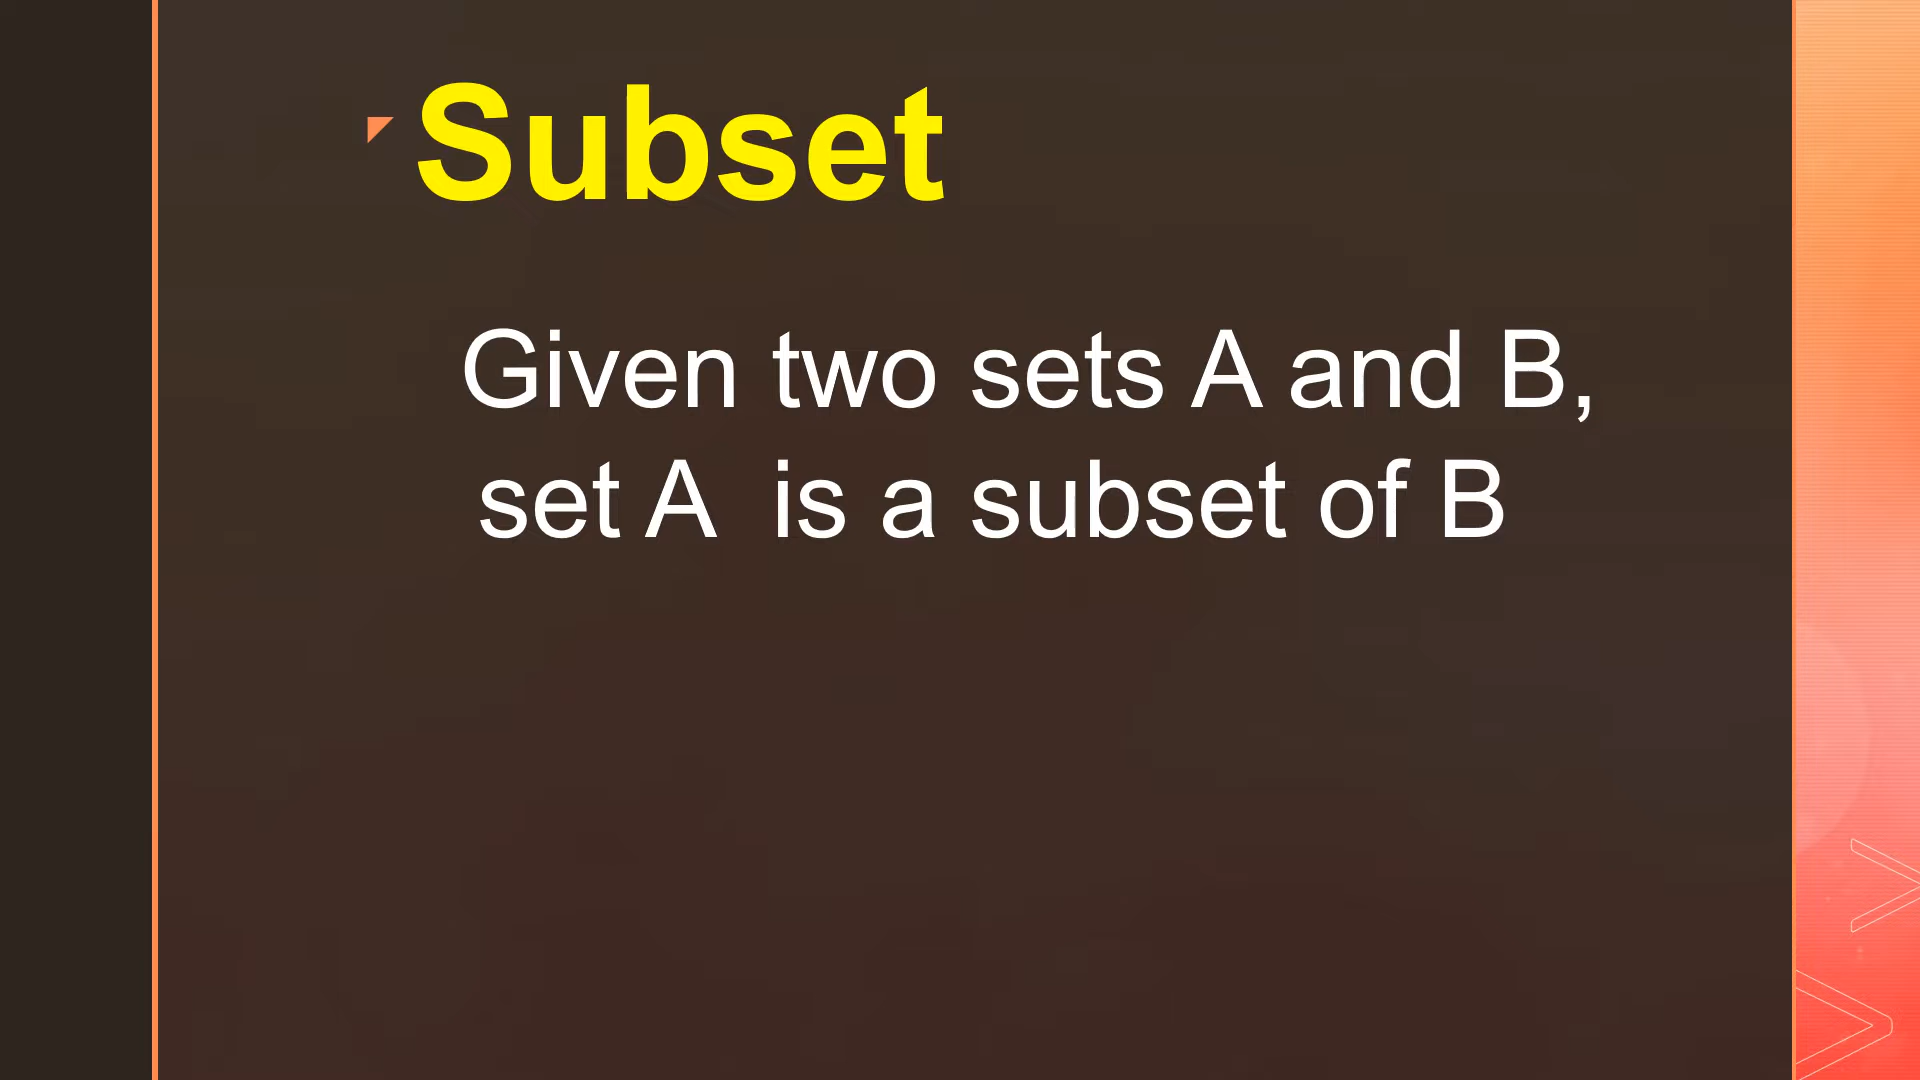 Subset
Given two sets A and B,
set A  is a subset of B